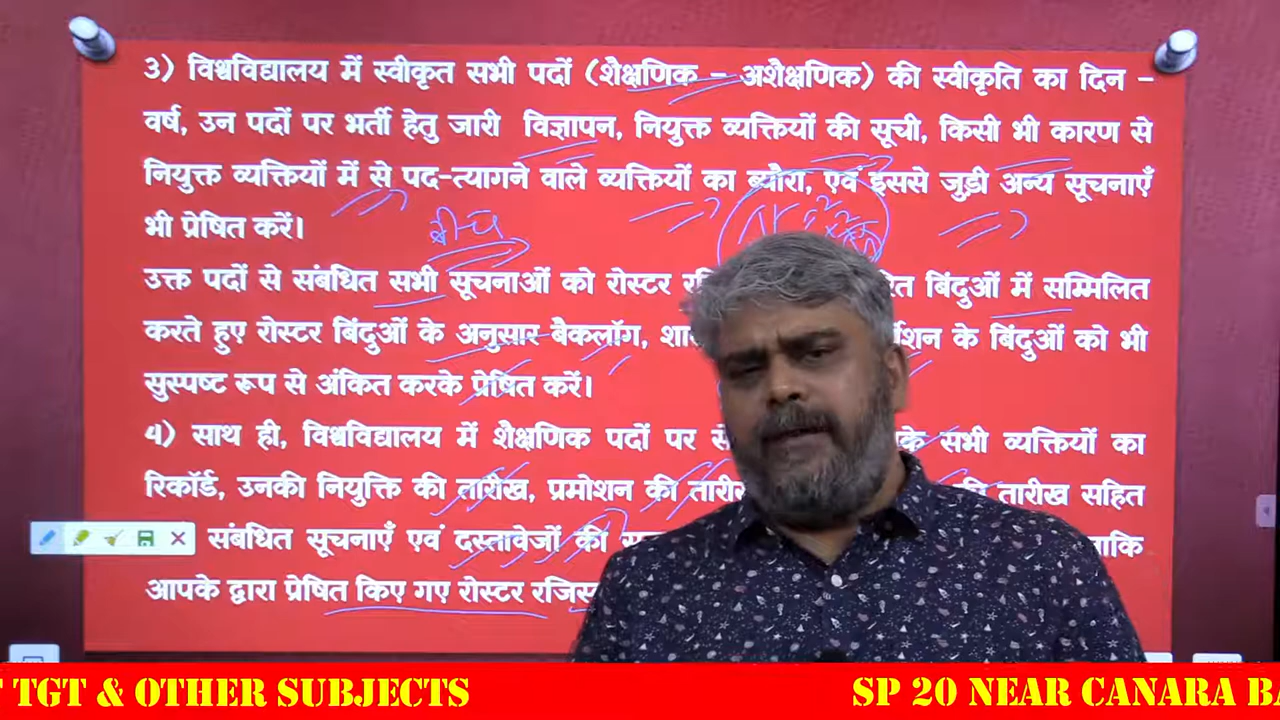 3) विश्वविद्यालय में स्वीकृत सभी पदों (शैक्षणिक – अशैक्षणिक) की स्वीकृति का दिन –
वर्ष, उन पदों पर भर्ती हेतु जारी विज्ञापन, नियुक्त व्यक्तियों की सूची, किसी भी कारण से
नियुक्त व्यक्तियों में से पद-त्यागने वाले व्यक्तियों का ब्योरा, एवं इससे जुड़ी अन्य सूचनाएँ
भी प्रेषित करें।
उक्त पदों से संबधित सभी सूचनाओं को रोस्टर बिंदुओं में सम्मिलित
करते हुए रोस्टर बिंदुओं के अनुसार बैकलॉग, के बिंदुओं को भी
सुस्पष्ट रूप से अंकित करके प्रेषित करें।
4) साथ ही, विश्वविद्यालय में शैक्षणिक पदों पर सभी व्यक्तियों का
रिकॉर्ड, उनकी नियुक्ति की तारीख, प्रमोशन की तारीख सहित
संबधित सूचनाएँ एवं दस्तावेजों की
आपके द्वारा प्रेषित किए गए रोस्टर
TGT & OTHER SUBJECTS SP 20 NEAR CANARA